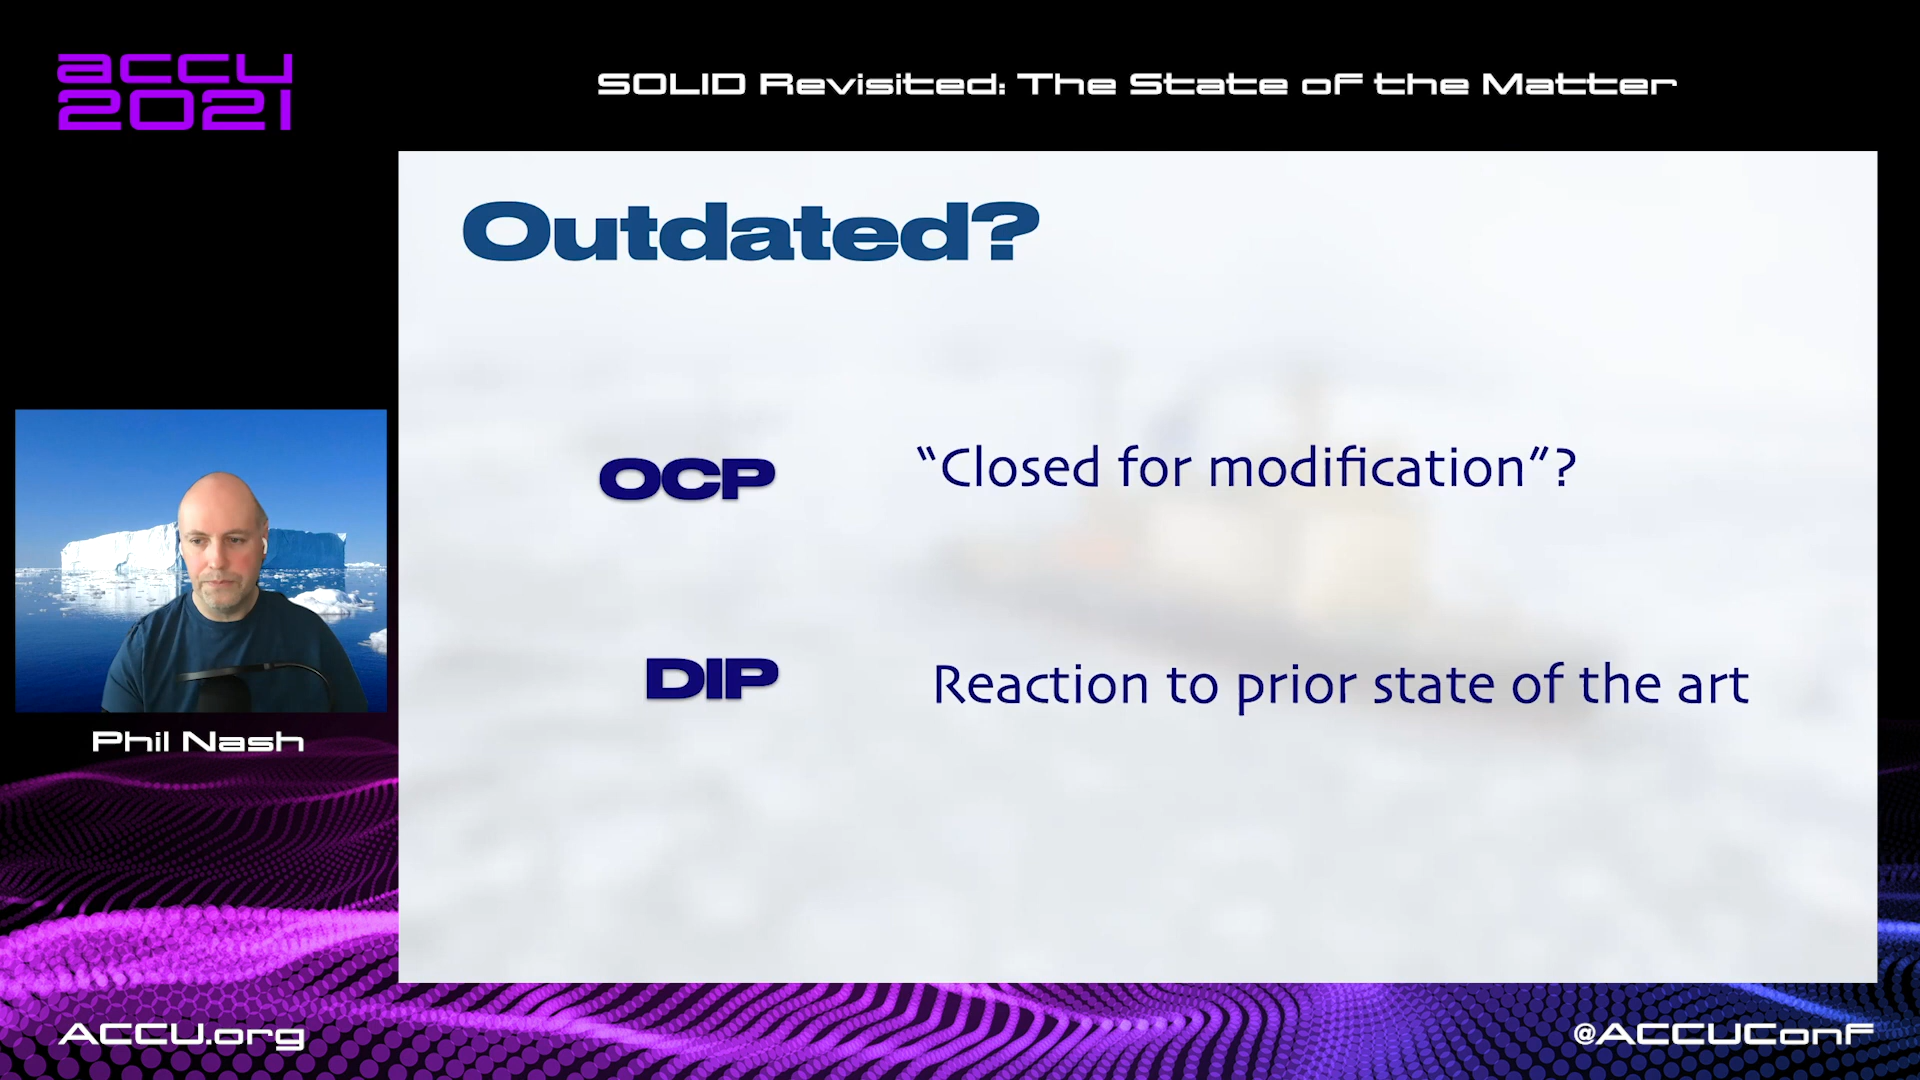 accu
2021
SOLID Revisited: The State of the Matter
Outdated?
OCP
“Closed for modification”?
DIP
Reaction to prior state of the art
Phil Nash
ACCU.org
@ACCUConf